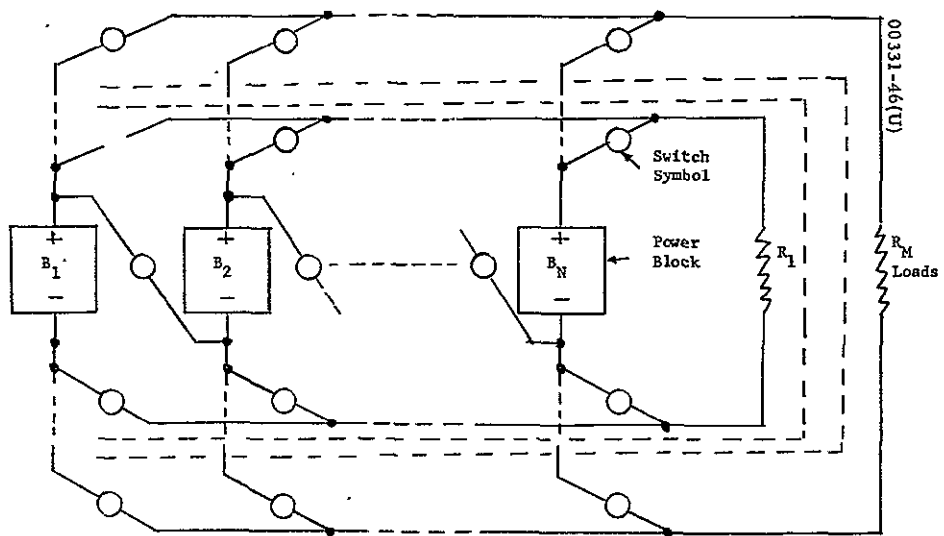 00331-46(U)
Switch
Symbol
+
B1
−
+
B2
−
+
BN
−
Power
Block
R1
RM
Loads